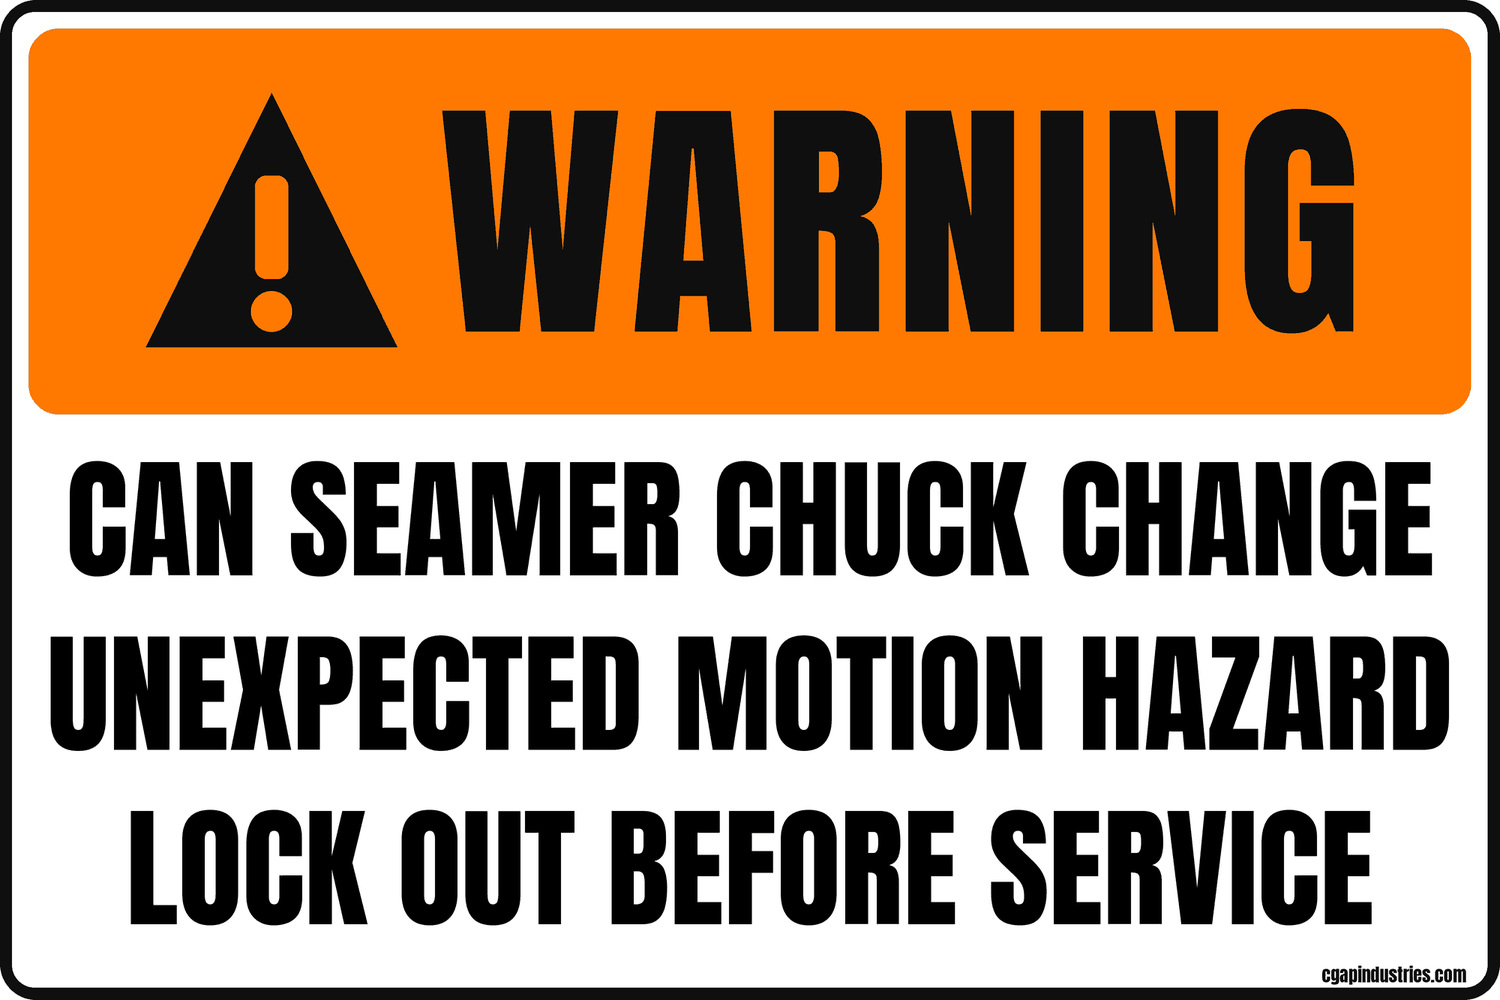 WARNING
CAN SEAMER CHUCK CHANGE
UNEXPECTED MOTION HAZARD
LOCK OUT BEFORE SERVICE
cgapindustries.com